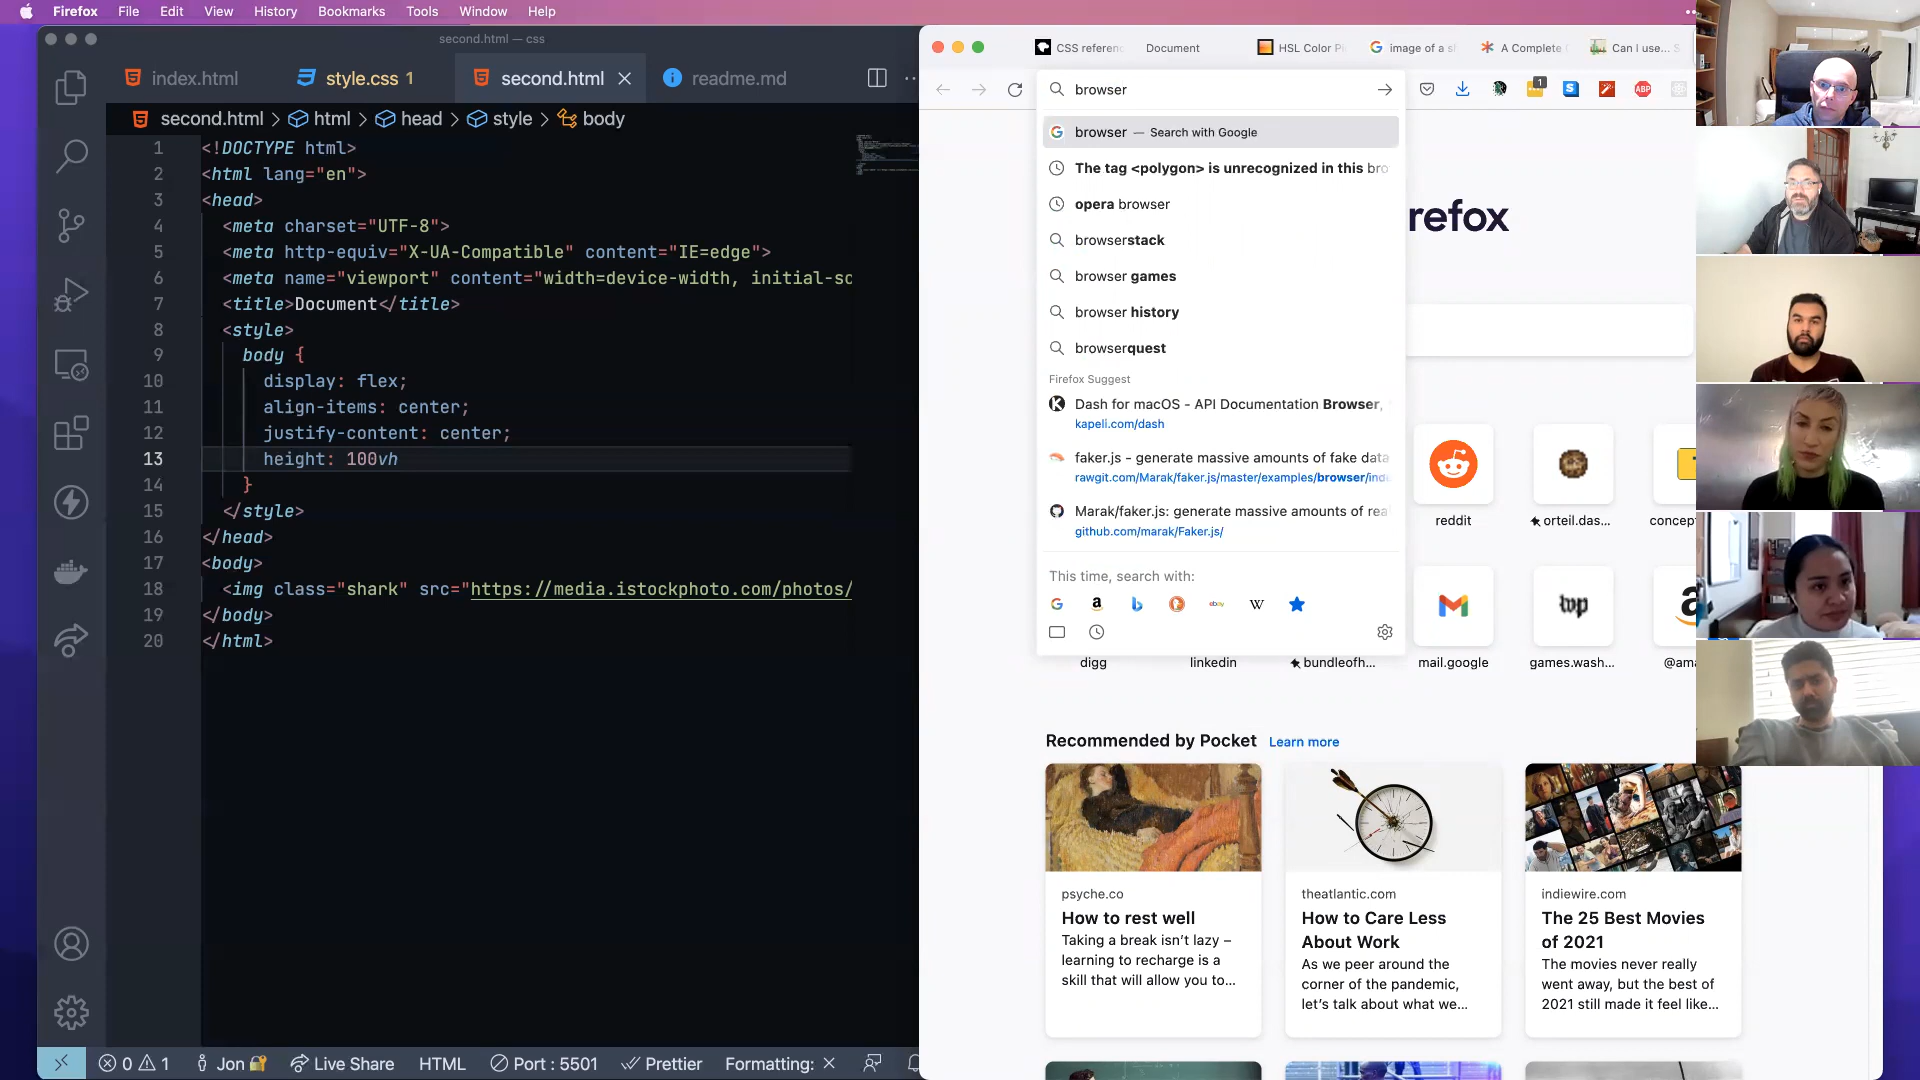 Firefox File Edit View History Bookmarks Tools Window Help
second.html — css
index.html
style.css 1
second.html
readme.md
second.html > html > head > style > body
1 <!DOCTYPE html>
2 <html lang="en">
3 <head>
4 <meta charset="UTF-8">
5 <meta http-equiv="X-UA-Compatible" content="IE=edge">
6 <meta name="viewport" content="width=device-width, initial-sc
7 <title>Document</title>
8 <style>
9 body {
10 display: flex;
11 align-items: center;
12 justify-content: center;
13 height: 100vh
14 }
15 </style>
16 </head>
17 <body>
18 <img class="shark" src="https://media.istockphoto.com/photos/
19 </body>
20 </html>
0 1 Jon Live Share HTML Port : 5501 Prettier Formatting: ×
CSS referenc
Document
HSL Color Pi
image of a s
A Complete
Can I use... S
browser
1
ABP
browser — Search with Google
The tag <polygon> is unrecognized in this bro
opera browser
browserstack
browser games
browser history
browserquest
Firefox Suggest
Dash for macOS - API Documentation Browser,
kapeli.com/dash
faker.js - generate massive amounts of fake data
rawgit.com/Marak/faker.js/master/examples/browser/inde
Marak/faker.js: generate massive amounts of rea
github.com/marak/Faker.js/
This time, search with:
refox
reddit
orteil.das...
concept
wp
digg
linkedin
bundleofh...
mail.google
games.wash...
@ama
Recommended by Pocket Learn more
psyche.co
How to rest well
Taking a break isn't lazy –
learning to recharge is a
skill that will allow you to...
theatlantic.com
How to Care Less
About Work
As we peer around the
corner of the pandemic,
let's talk about what we...
indiewire.com
The 25 Best Movies
of 2021
The movies never really
went away, but the best of
2021 still made it feel like...